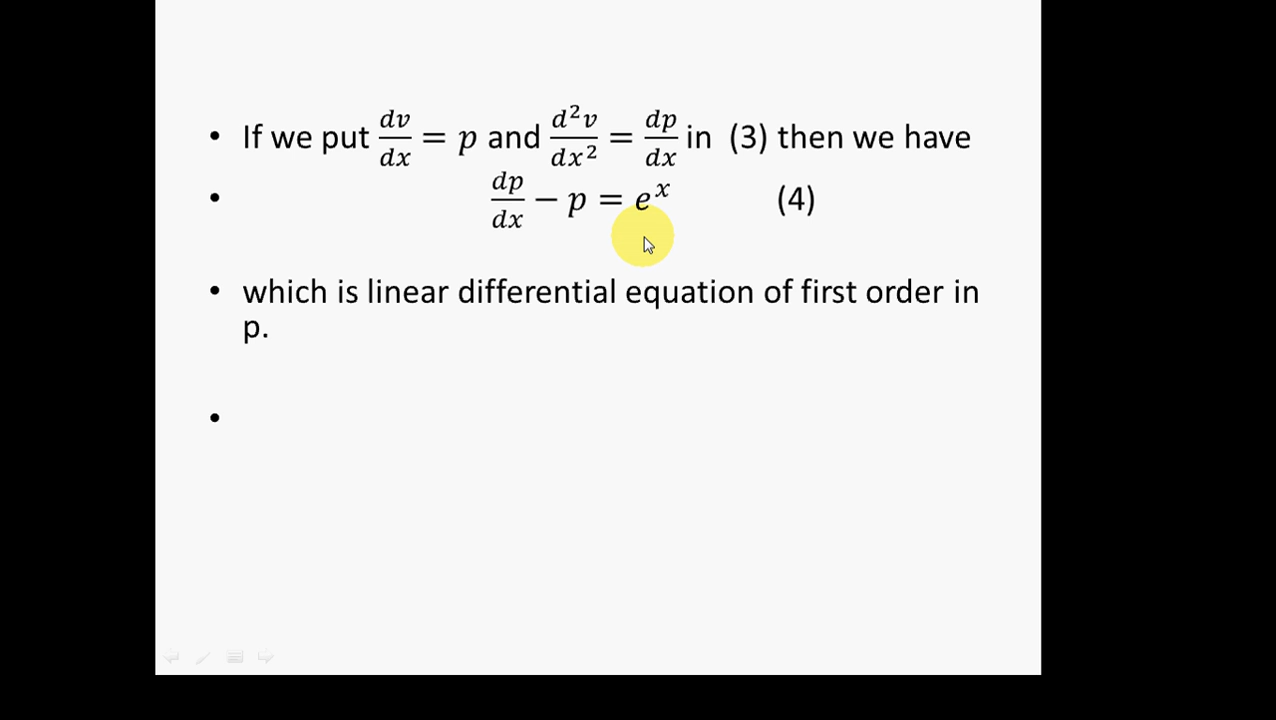 • If we put dv/dx = p and d²v/dx² = dp/dx in (3) then we have
• dp/dx − p = eˣ (4)
• which is linear differential equation of first order in
p.
•